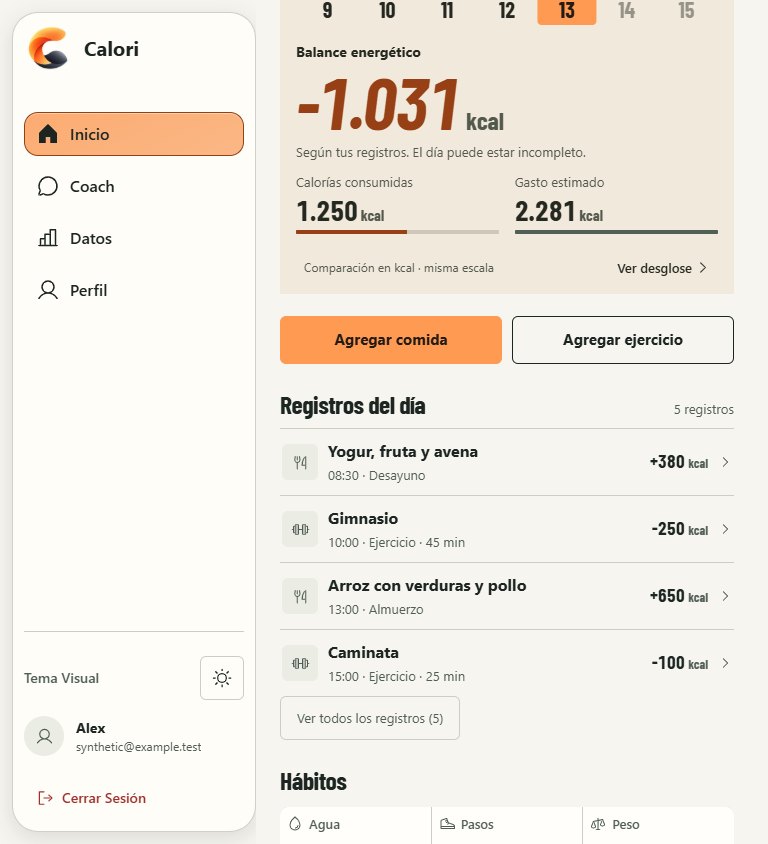 Calori
Inicio
Coach
Datos
Perfil
Tema Visual
Alex
synthetic@example.test
Cerrar Sesión
9 10 11 12 13 14 15
Balance energético
-1.031 kcal
Según tus registros. El día puede estar incompleto.
Calorías consumidas
1.250 kcal
Gasto estimado
2.281 kcal
Comparación en kcal · misma escala
Ver desglose
Agregar comida
Agregar ejercicio
Registros del día
5 registros
Yogur, fruta y avena
08:30 · Desayuno
+380 kcal
Gimnasio
10:00 · Ejercicio · 45 min
-250 kcal
Arroz con verduras y pollo
13:00 · Almuerzo
+650 kcal
Caminata
15:00 · Ejercicio · 25 min
-100 kcal
Ver todos los registros (5)
Hábitos
Agua
Pasos
Peso